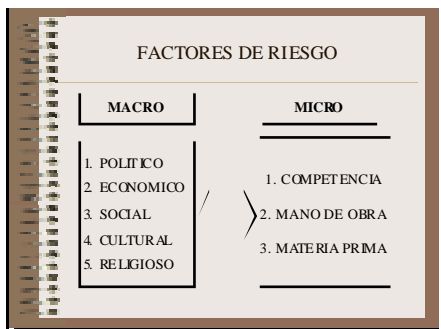 FACTORES DE RIESGO
MACRO
1. POLITICO
2. ECONOMICO
3. SOCIAL
4. CULTURAL
5. RELIGIOSO
MICRO
1. COMPETENCIA
2. MANO DE OBRA
3. MATERIA PRIMA